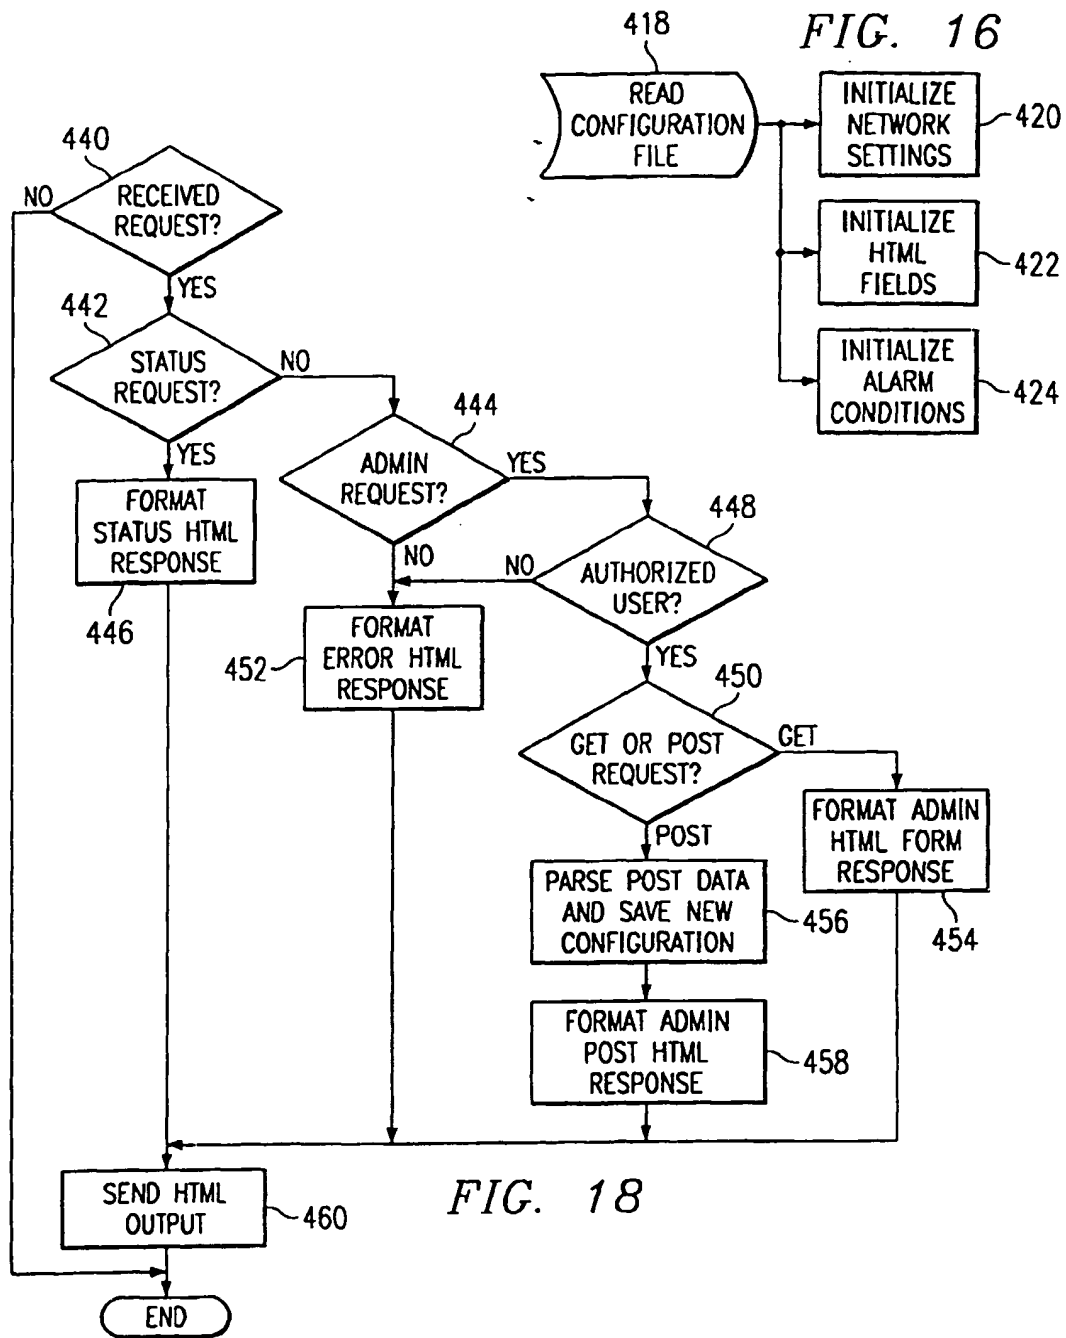 FIG. 16
418
READ
CONFIGURATION
FILE
INITIALIZE
NETWORK
SETTINGS
420
INITIALIZE
HTML
FIELDS
422
INITIALIZE
ALARM
CONDITIONS
424
440
NO
RECEIVED
REQUEST?
YES
442
STATUS
REQUEST?
NO
YES
444
ADMIN
REQUEST?
YES
NO
FORMAT
STATUS HTML
RESPONSE
446
448
AUTHORIZED
USER?
NO
YES
452
FORMAT
ERROR HTML
RESPONSE
450
GET OR POST
REQUEST?
GET
POST
FORMAT ADMIN
HTML FORM
RESPONSE
454
PARSE POST DATA
AND SAVE NEW
CONFIGURATION
456
FORMAT ADMIN
POST HTML
RESPONSE
458
SEND HTML
OUTPUT
460
FIG. 18
END